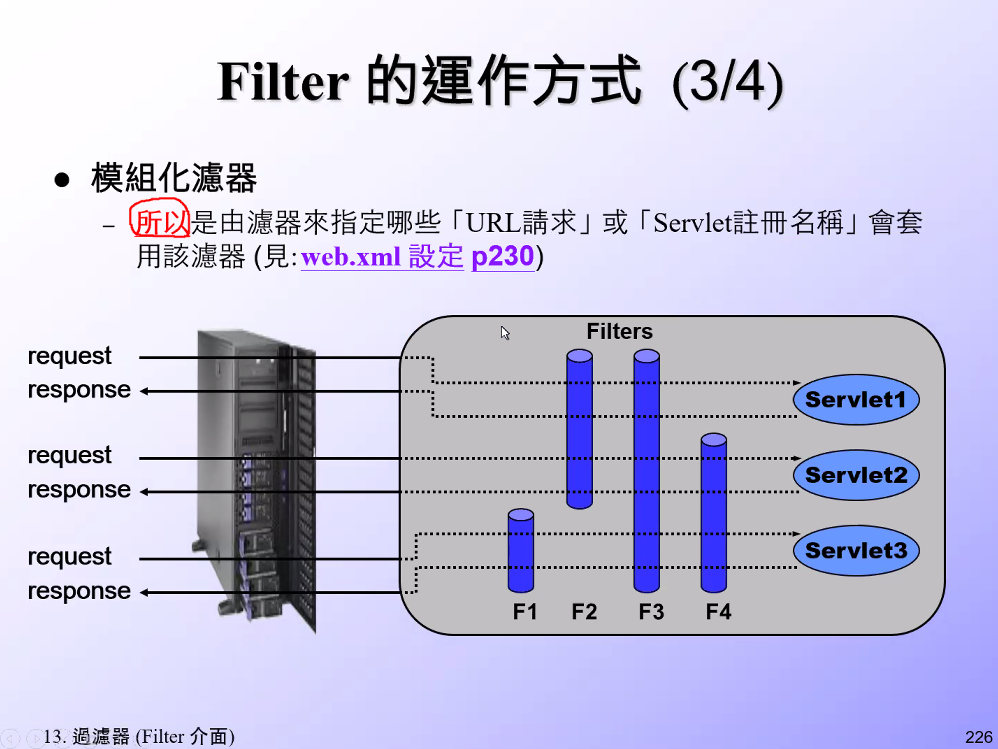 Filter 的運作方式 (3/4)
● 模組化濾器
– 所以是由濾器來指定哪些「URL請求」或「Servlet註冊名稱」會套
用該濾器 (見: web.xml 設定 p230)
Filters
request
response
Servlet1
request
response
Servlet2
request
response
Servlet3
F1 F2 F3 F4
13. 過濾器 (Filter 介面)
226